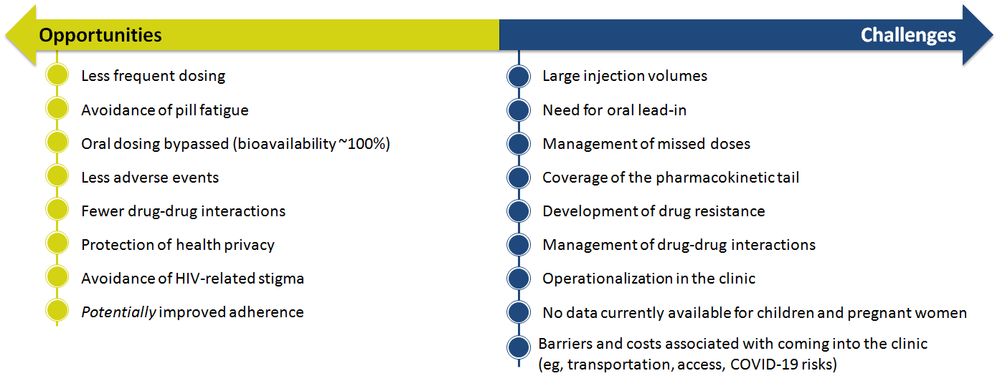 Opportunities
Less frequent dosing
Avoidance of pill fatigue
Oral dosing bypassed (bioavailability ~100%)
Less adverse events
Fewer drug-drug interactions
Protection of health privacy
Avoidance of HIV-related stigma
Potentially improved adherence
Challenges
Large injection volumes
Need for oral lead-in
Management of missed doses
Coverage of the pharmacokinetic tail
Development of drug resistance
Management of drug-drug interactions
Operationalization in the clinic
No data currently available for children and pregnant women
Barriers and costs associated with coming into the clinic
(eg, transportation, access, COVID-19 risks)